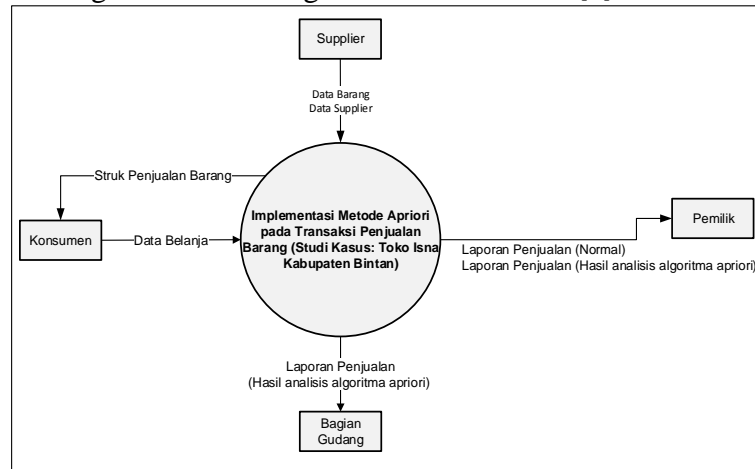 Supplier
Data Barang
Data Supplier
Struk Penjualan Barang
Implementasi Metode Apriori
pada Transaksi Penjualan
Barang (Studi Kasus: Toko Isna
Kabupaten Bintan)
Konsumen
Data Belanja
Pemilik
Laporan Penjualan (Normal)
Laporan Penjualan (Hasil analisis algoritma apriori)
Laporan Penjualan
(Hasil analisis algoritma apriori)
Bagian
Gudang